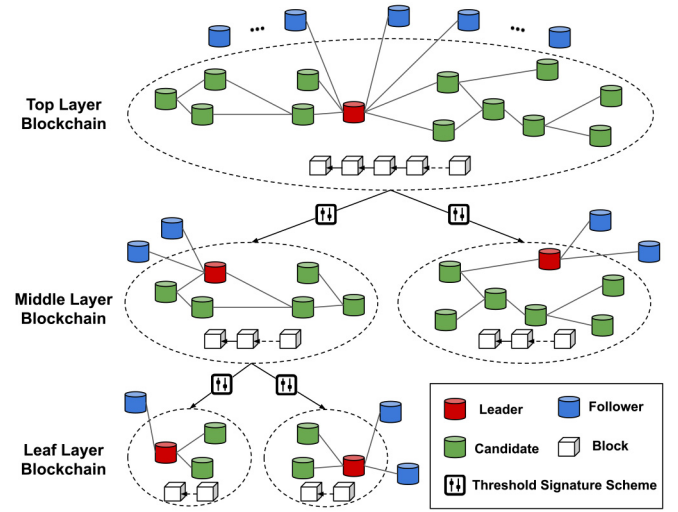 Top Layer
Blockchain
Middle Layer
Blockchain
Leaf Layer
Blockchain
Leader
Follower
Candidate
Block
Threshold Signature Scheme